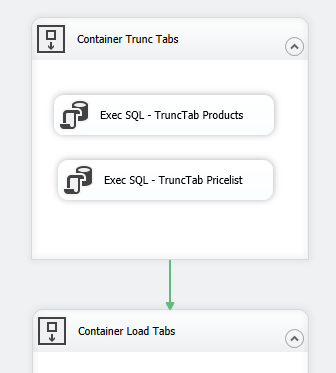 Container Trunc Tabs
Exec SQL - TruncTab Products
Exec SQL - TruncTab Pricelist
Container Load Tabs